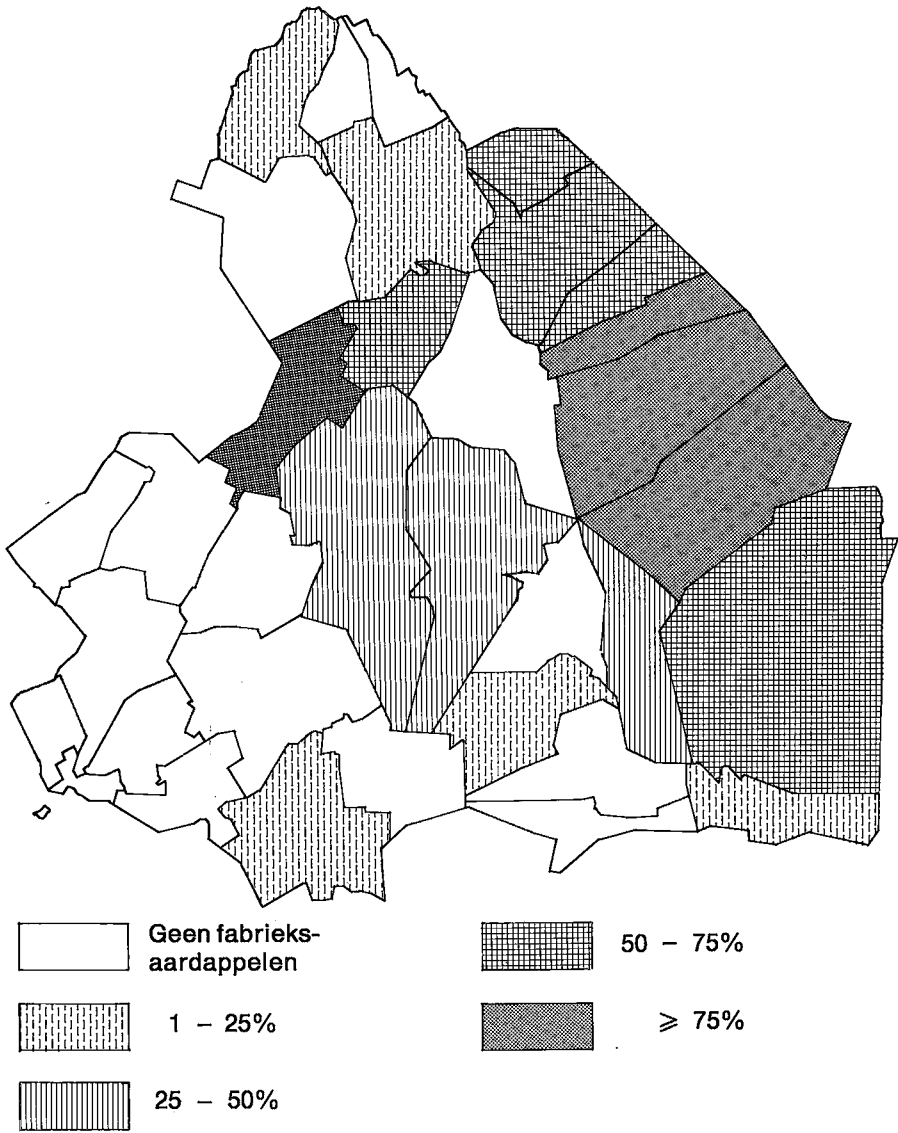 Geen fabrieks-
aardappelen
1 – 25%
25 – 50%
50 – 75%
⩾ 75%